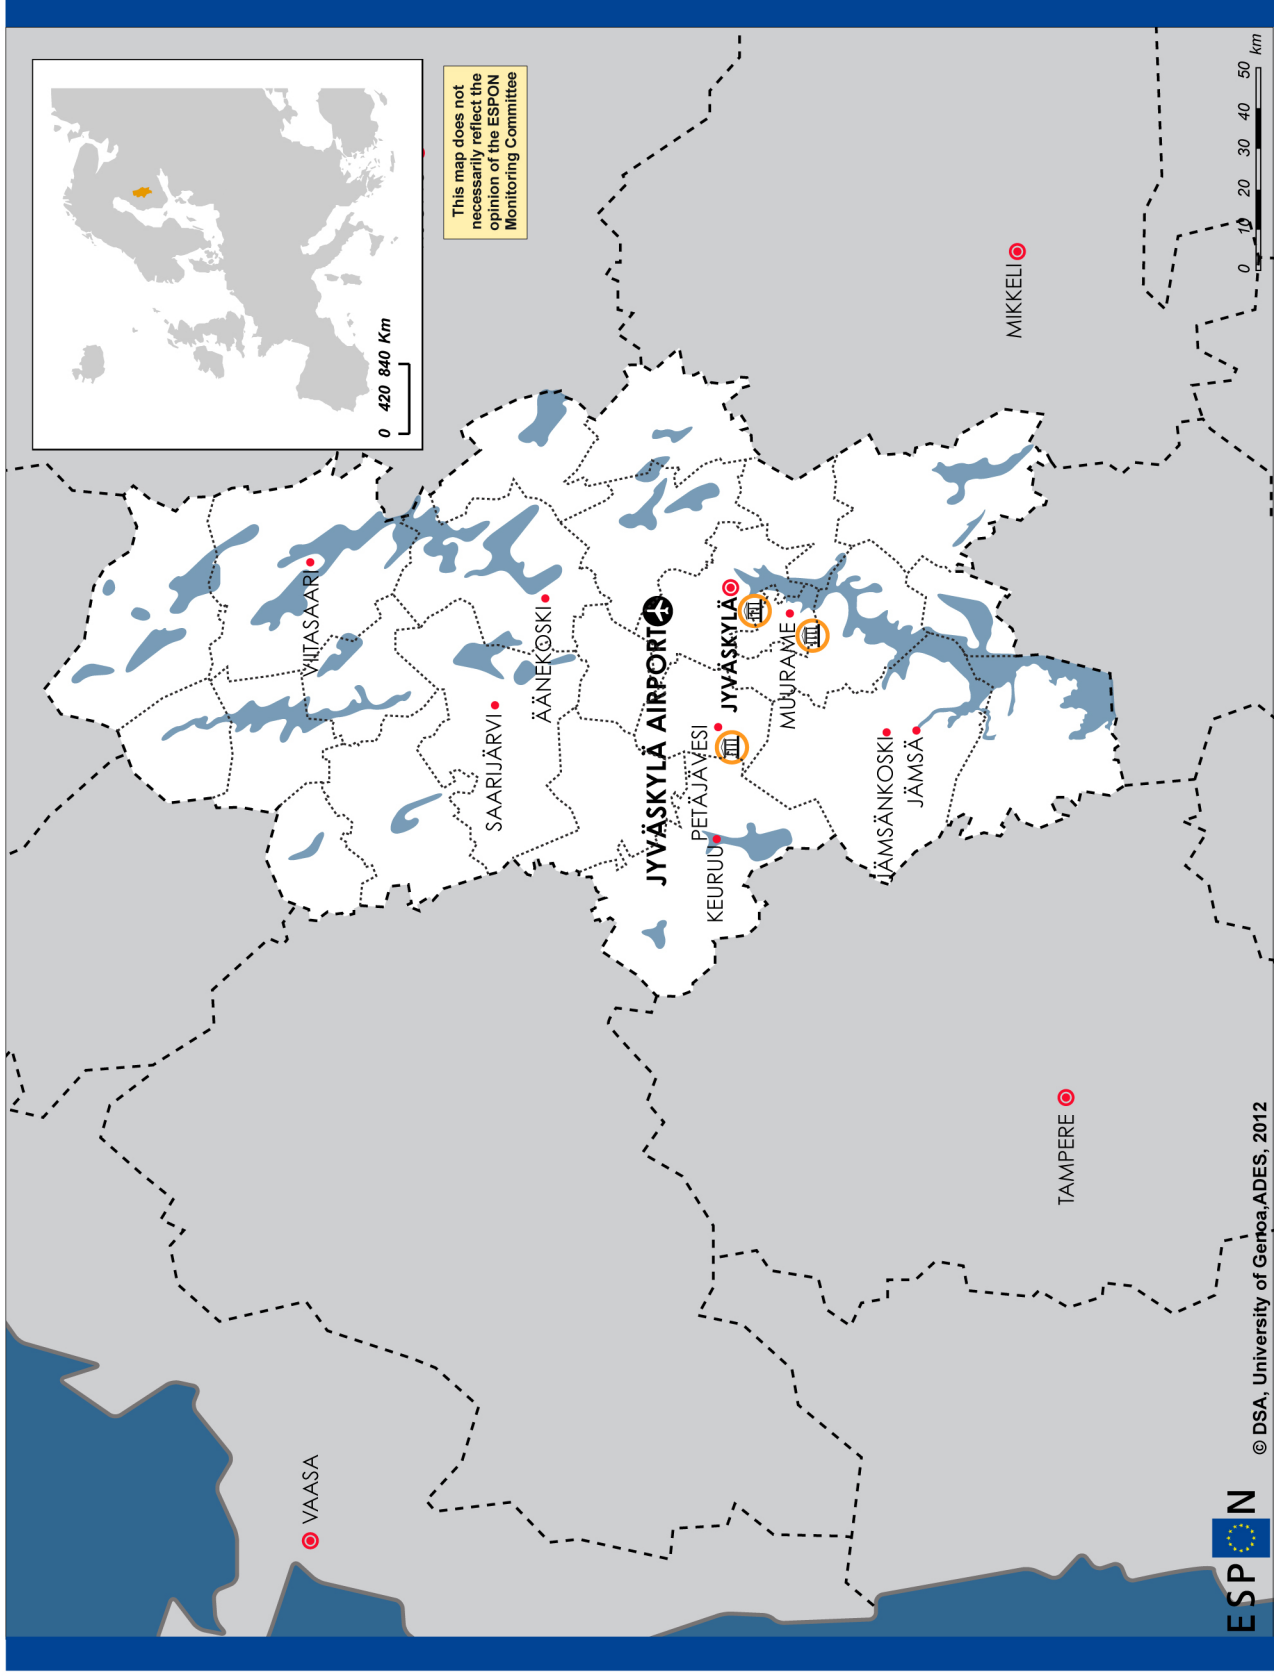 VAASA
VIITASAARI
0 420 840 Km
This map does not
necessarily reflect the
opinion of the ESPON
Monitoring Committee
SAARIJÄRVI
ÄÄNEKOSKI
JYVÄSKYLÄ AIRPORT
PETÄJÄVESI
KEURUU
JYVÄSKYLÄ
MUURAME
JÄMSÄNKOSKI
JÄMSÄ
MIKKELI
TAMPERE
ESPON
© DSA, University of Genoa,ADES, 2012
0 10 20 30 40 50 km